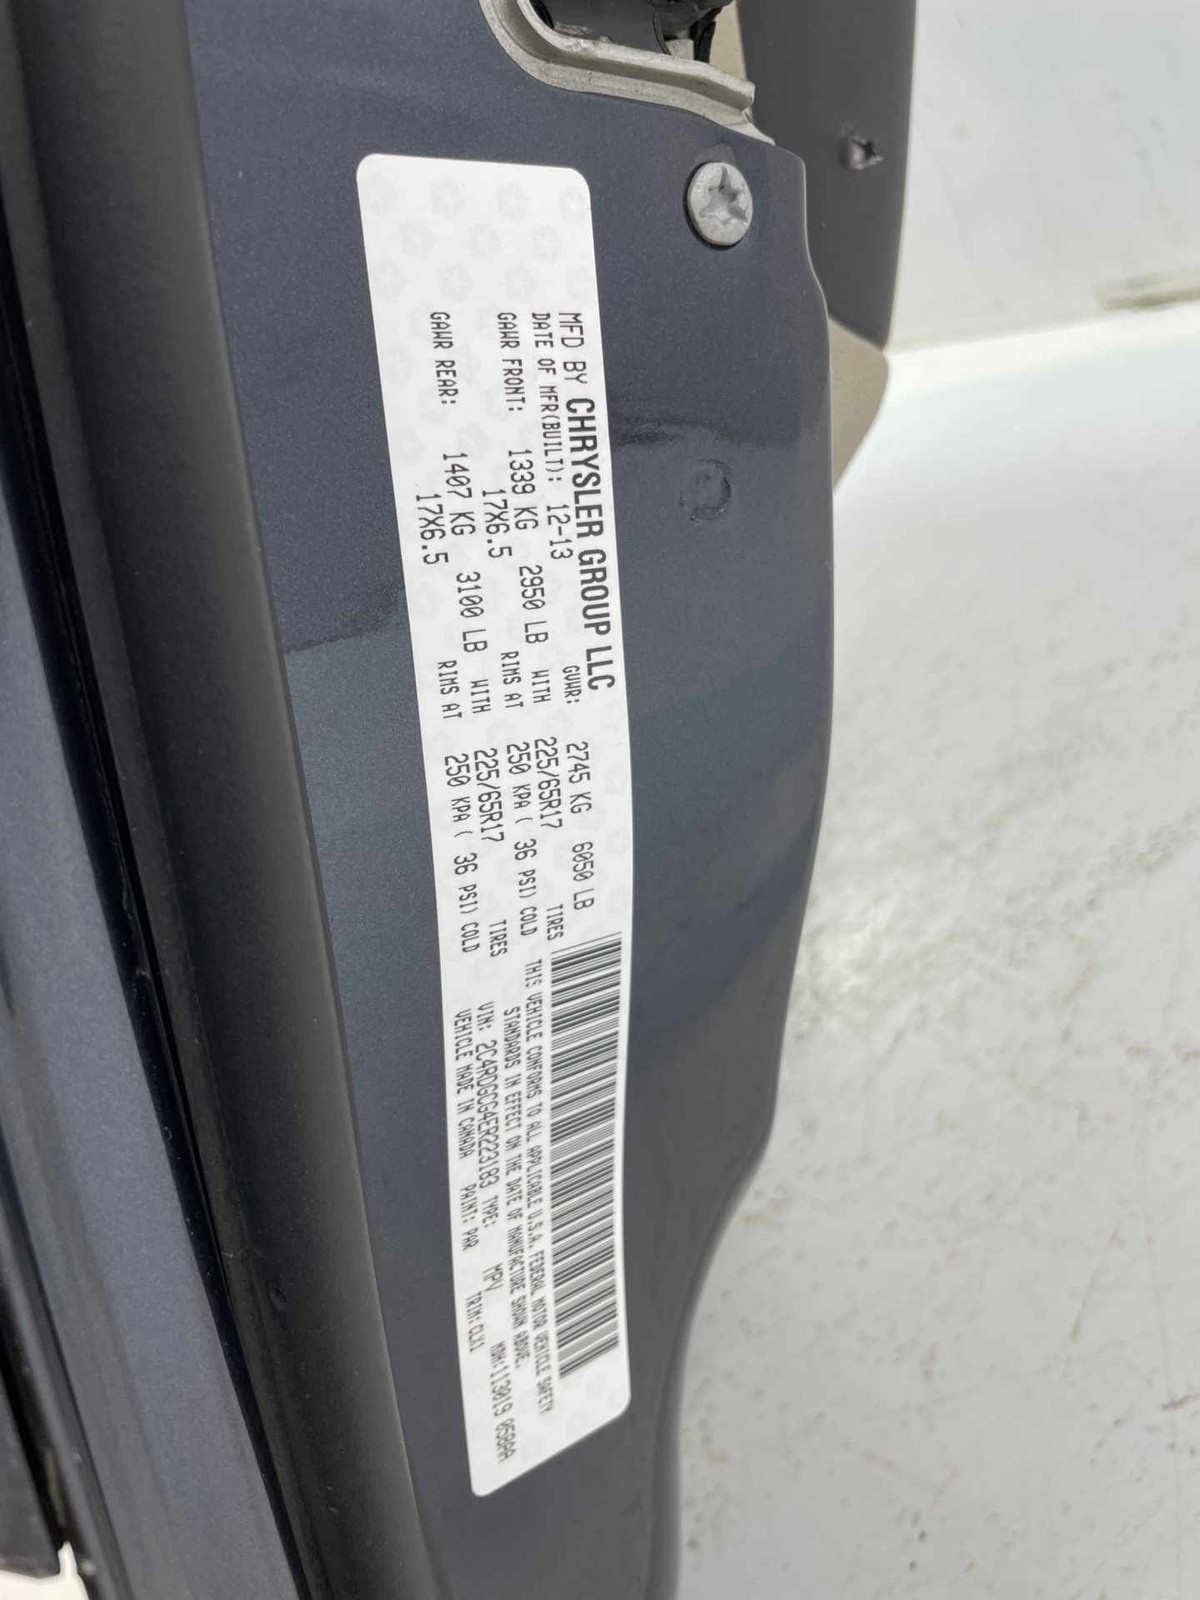 MFD BY CHRYSLER GROUP LLC
DATE OF MFR(BUILT): 12-13 GVWR: 2745 KG 6050 LB
GAWR FRONT: 1339 KG 2950 LB WITH 225/65R17 TIRES
17X6.5 RIMS AT 250 KPA ( 36 PSI) COLD
GAWR REAR: 1407 KG 3100 LB WITH 225/65R17 TIRES
17X6.5 RIMS AT 250 KPA ( 36 PSI) COLD
THIS VEHICLE CONFORMS TO ALL APPLICABLE U.S.A. FEDERAL MOTOR VEHICLE SAFETY
STANDARDS IN EFFECT ON THE DATE OF MANUFACTURE SHOWN ABOVE.
VIN: 2C4RDGCG4ER223183 TYPE: MPV MDH:113019 058AA
VEHICLE MADE IN CANADA PAINT: PAR TRIM: CLX1